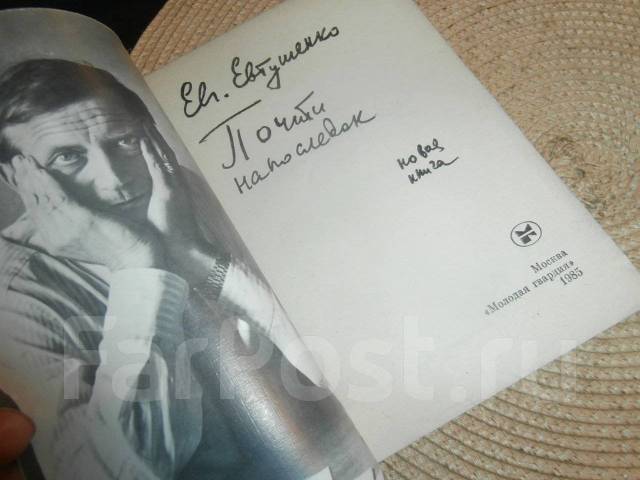 Евг. Евтушенко
Почти
напоследок
новая
книга
Москва
«Молодая гвардия»
1985
FarPost.ru